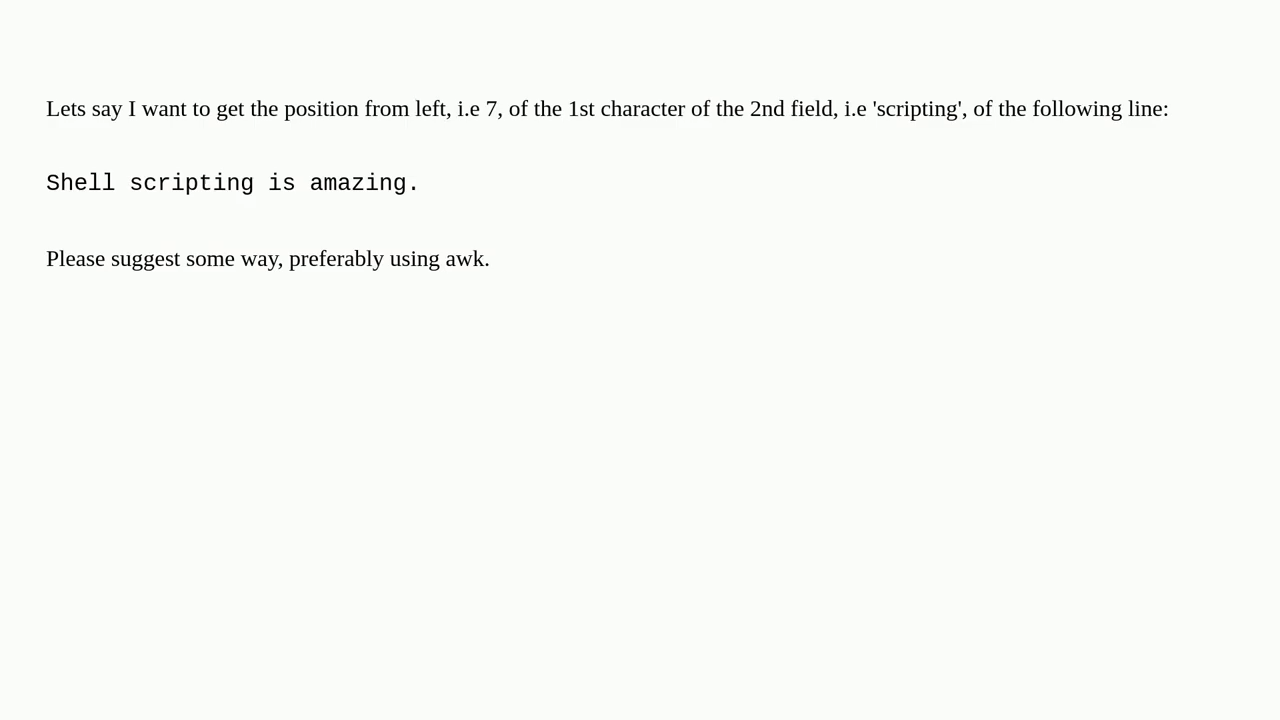 Lets say I want to get the position from left, i.e 7, of the 1st character of the 2nd field, i.e 'scripting', of the following line:
Shell scripting is amazing.
Please suggest some way, preferably using awk.